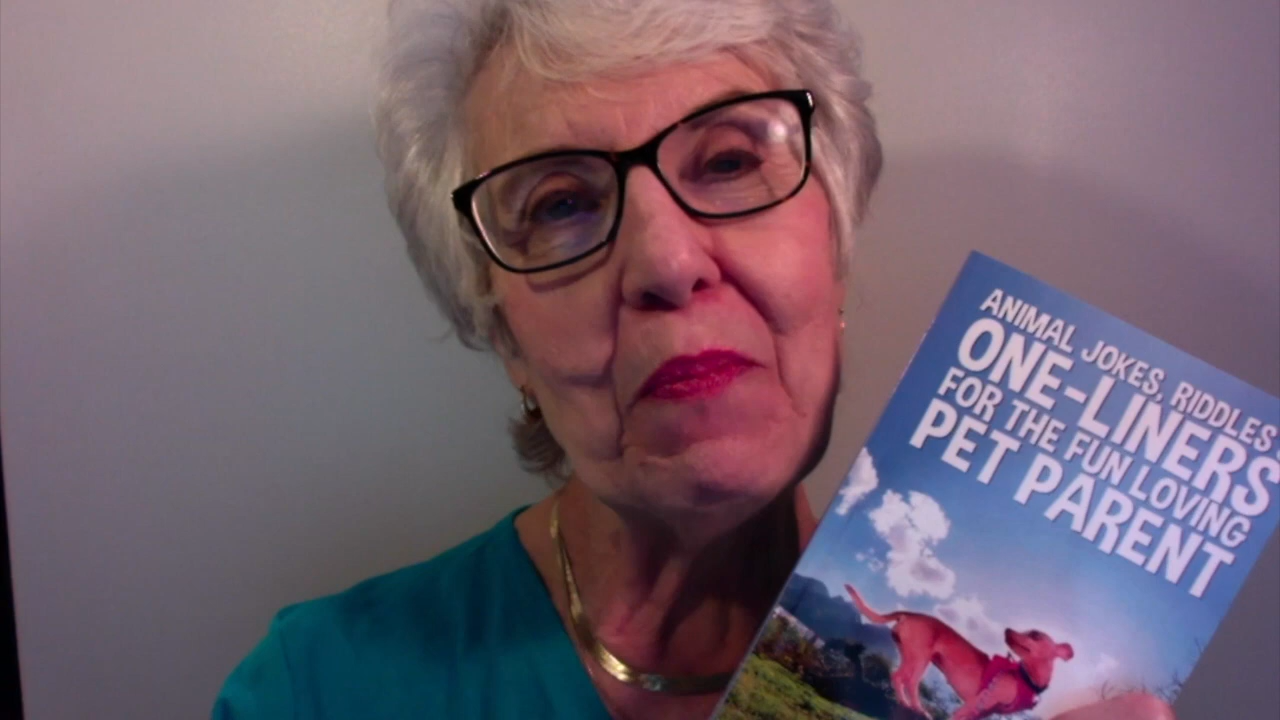 ANIMAL JOKES, RIDDLES,
ONE-LINERS
FOR THE FUN LOVING
PET PARENT